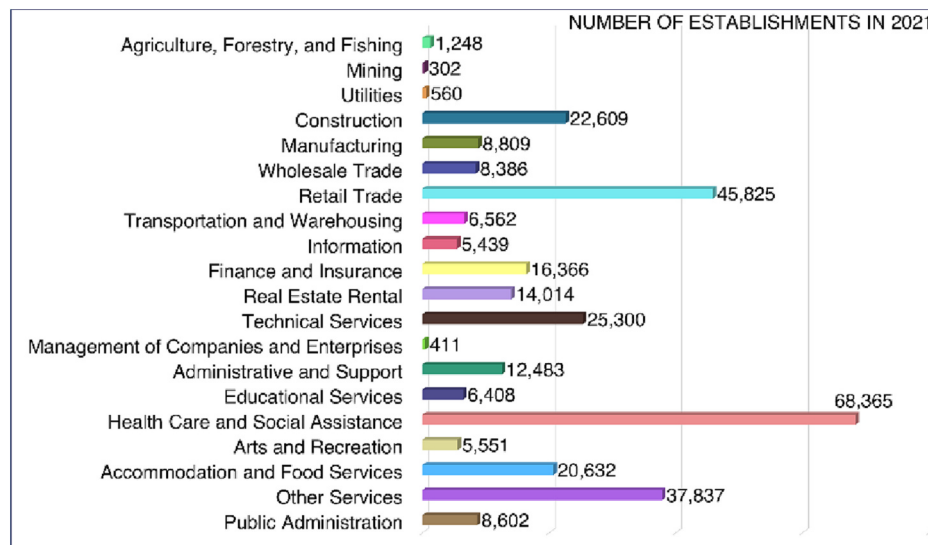 NUMBER OF ESTABLISHMENTS IN 2021
Agriculture, Forestry, and Fishing 1,248
Mining 302
Utilities 560
Construction 22,609
Manufacturing 8,809
Wholesale Trade 8,386
Retail Trade 45,825
Transportation and Warehousing 6,562
Information 5,439
Finance and Insurance 16,366
Real Estate Rental 14,014
Technical Services 25,300
Management of Companies and Enterprises 411
Administrative and Support 12,483
Educational Services 6,408
Health Care and Social Assistance 68,365
Arts and Recreation 5,551
Accommodation and Food Services 20,632
Other Services 37,837
Public Administration 8,602